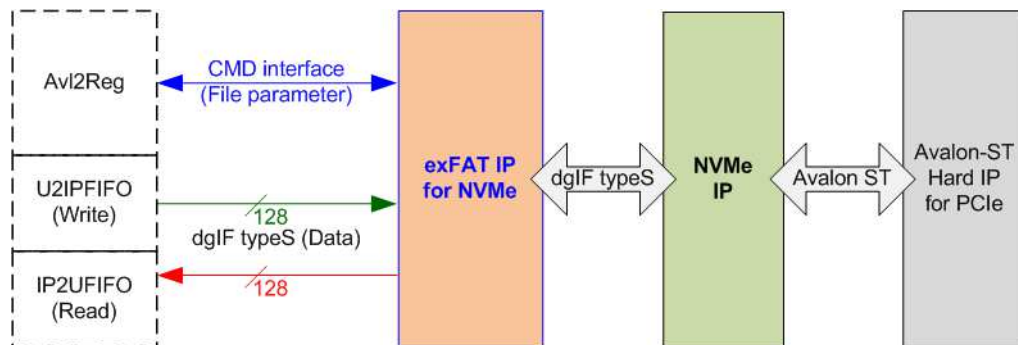 Avl2Reg
CMD interface
(File parameter)
U2IPFIFO
(Write)
128
dgIF typeS (Data)
IP2UFIFO
(Read)
128
exFAT IP
for NVMe
dgIF typeS
NVMe
IP
Avalon ST
Avalon-ST
Hard IP
for PCIe